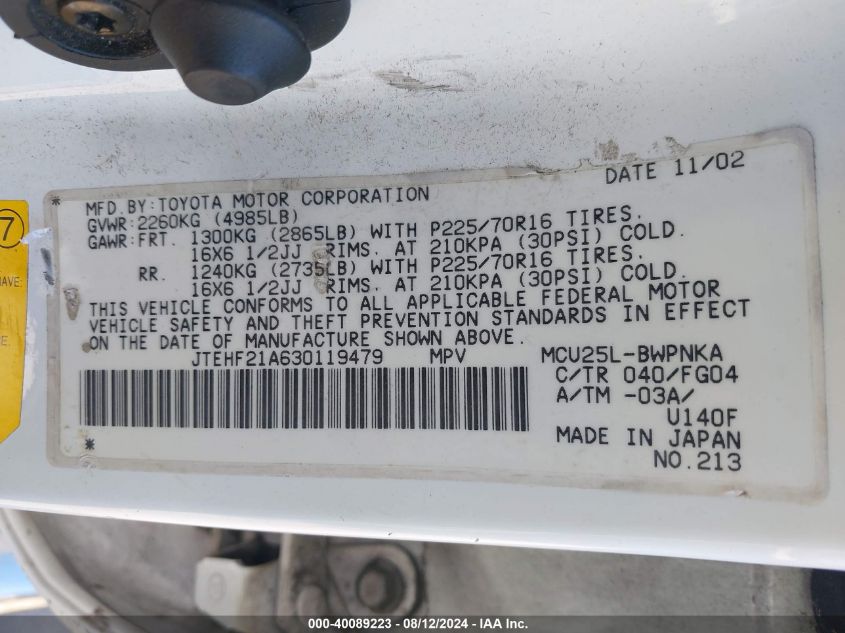 DATE 11/02
MFD.BY:TOYOTA MOTOR CORPORATION
GVWR:2260KG (4985LB)
GAWR:FRT. 1300KG (2865LB) WITH P225/70R16 TIRES.
16X6 1/2JJ RIMS. AT 210KPA (30PSI) COLD.
RR. 1240KG (2735LB) WITH P225/70R16 TIRES.
16X6 1/2JJ RIMS. AT 210KPA (30PSI) COLD.
THIS VEHICLE CONFORMS TO ALL APPLICABLE FEDERAL MOTOR
VEHICLE SAFETY AND THEFT PREVENTION STANDARDS IN EFFECT
ON THE DATE OF MANUFACTURE SHOWN ABOVE.
JTEHF21A630119479 MPV MCU25L-BWPNKA
C/TR 040/FG04
A/TM -03A/
U140F
MADE IN JAPAN
NO.213
*
*
7
HAVE:
E.
000-40089223 - 08/12/2024 - IAA Inc.